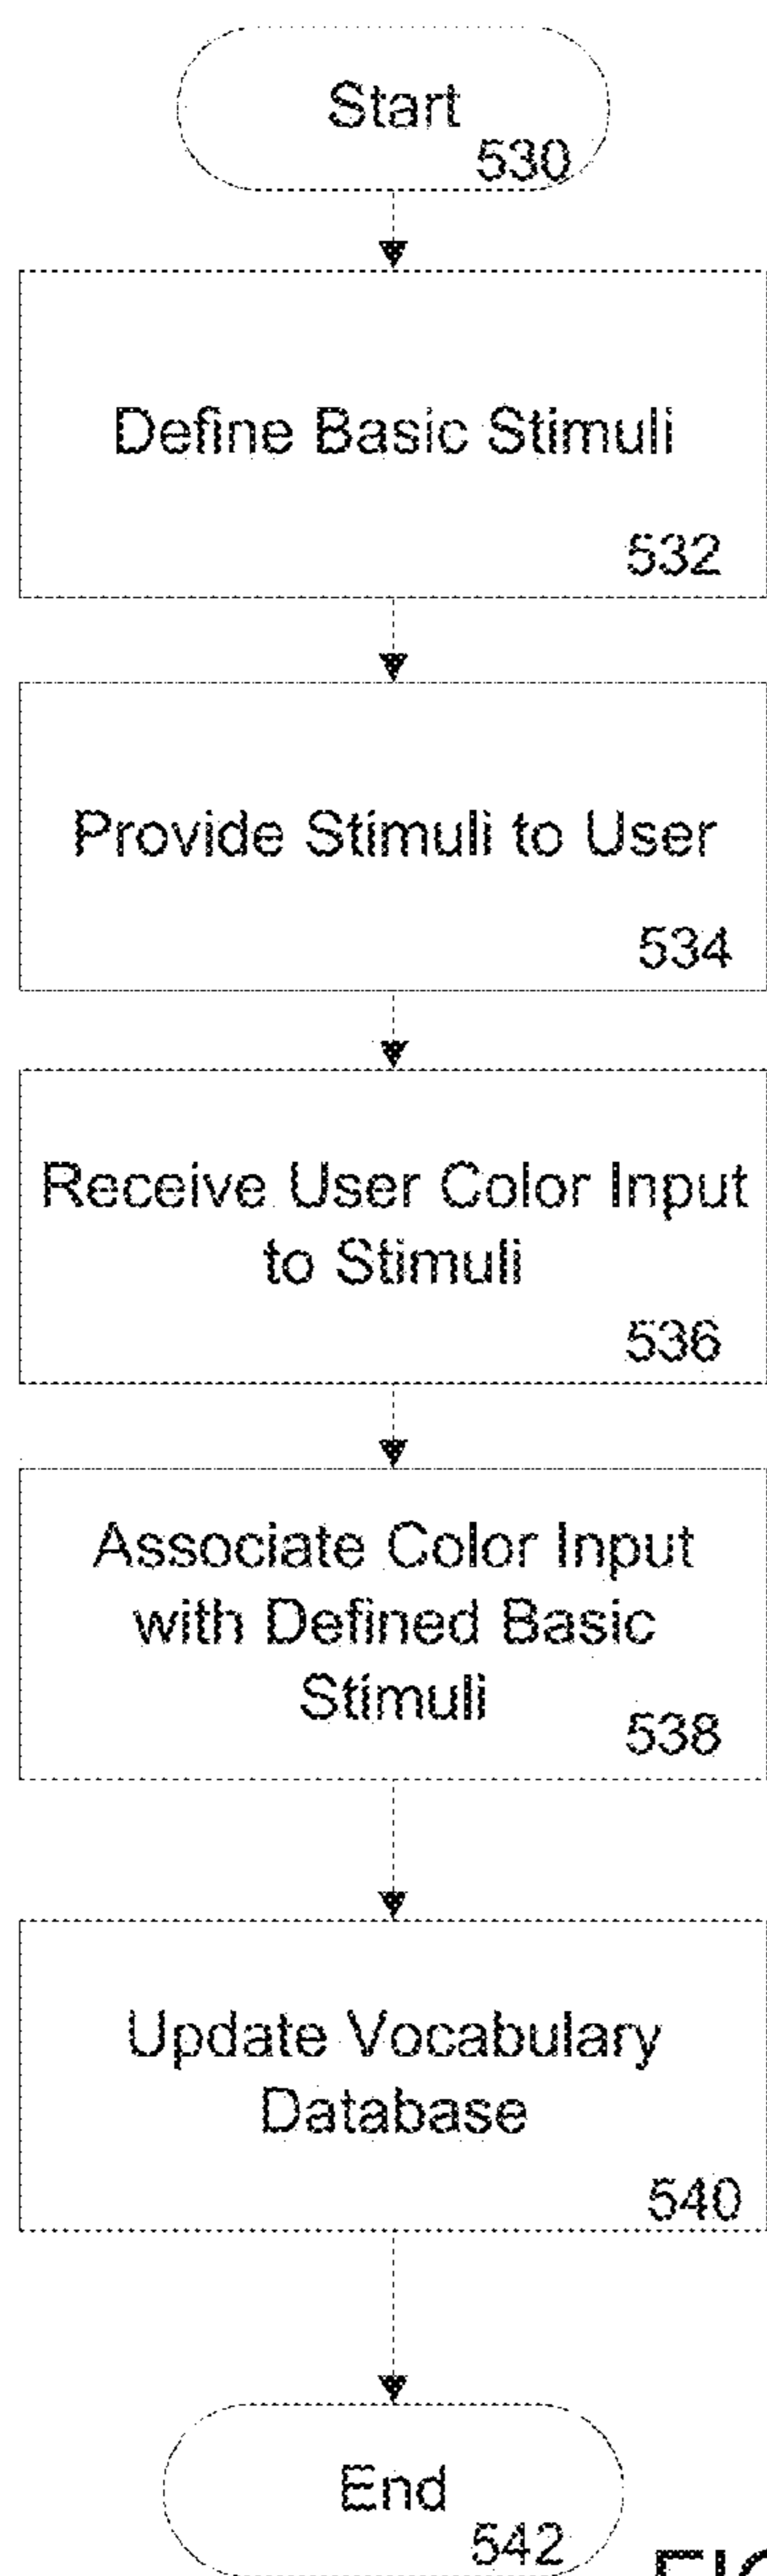 Start
530
Define Basic Stimuli
532
Provide Stimuli to User
534
Receive User Color Input
to Stimuli
536
Associate Color Input
with Defined Basic
Stimuli
538
Update Vocabulary
Database
540
End
542